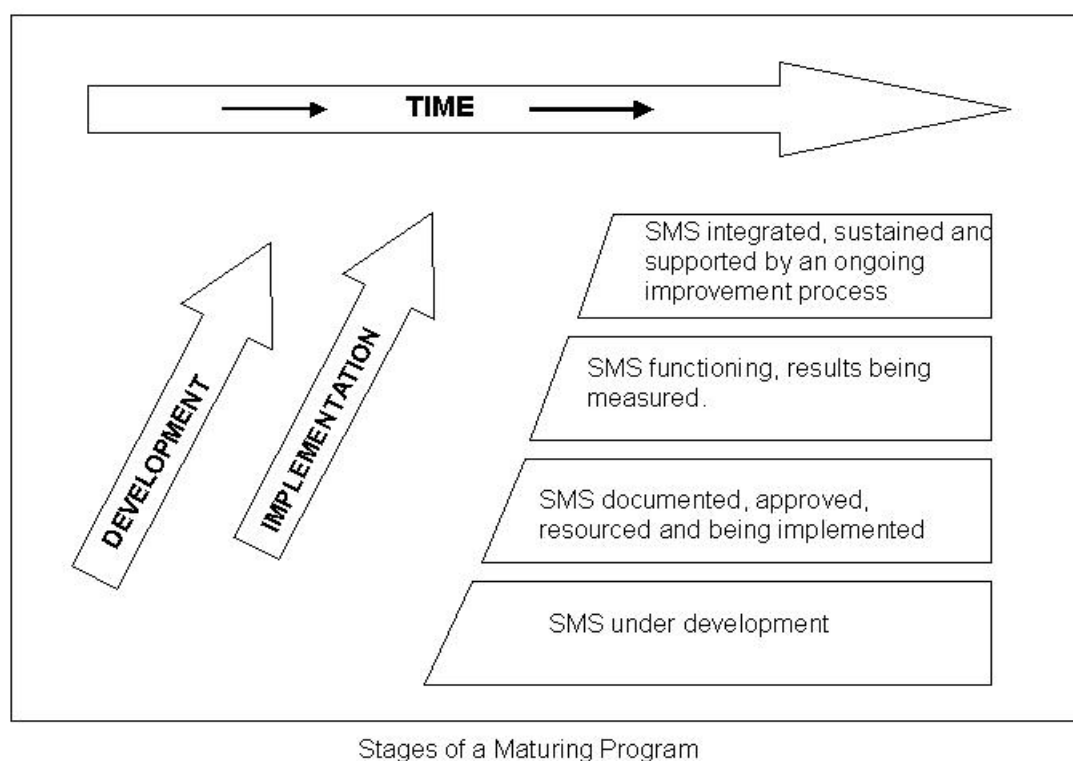 TIME
DEVELOPMENT
IMPLEMENTATION
SMS integrated, sustained and
supported by an ongoing
improvement process
SMS functioning, results being
measured.
SMS documented, approved,
resourced and being implemented
SMS under development
Stages of a Maturing Program